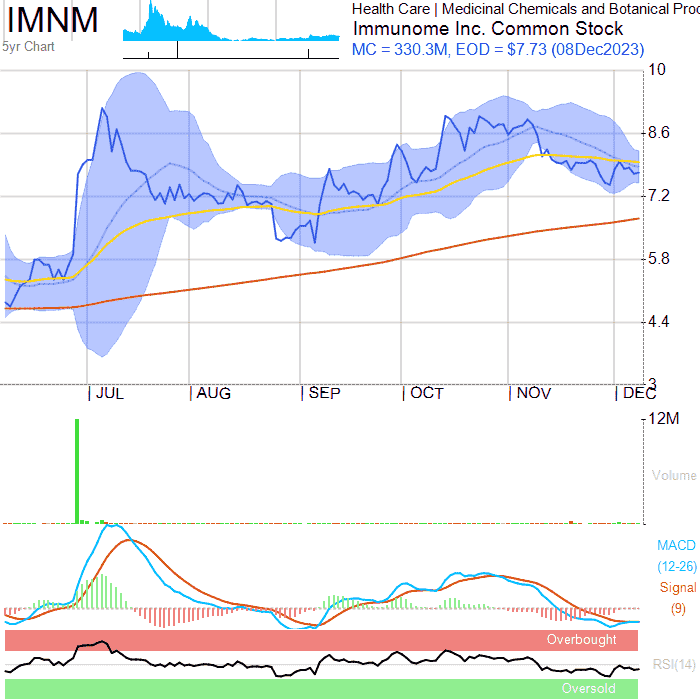 IMNM
5yr Chart
Health Care | Medicinal Chemicals and Botanical Proc
Immunome Inc. Common Stock
MC = 330.3M, EOD = $7.73 (08Dec2023)
10
8.6
7.2
5.8
4.4
3
JUL AUG SEP OCT NOV DEC
12M
Volume
MACD
(12-26)
Signal
(9)
Overbought
RSI(14)
Oversold